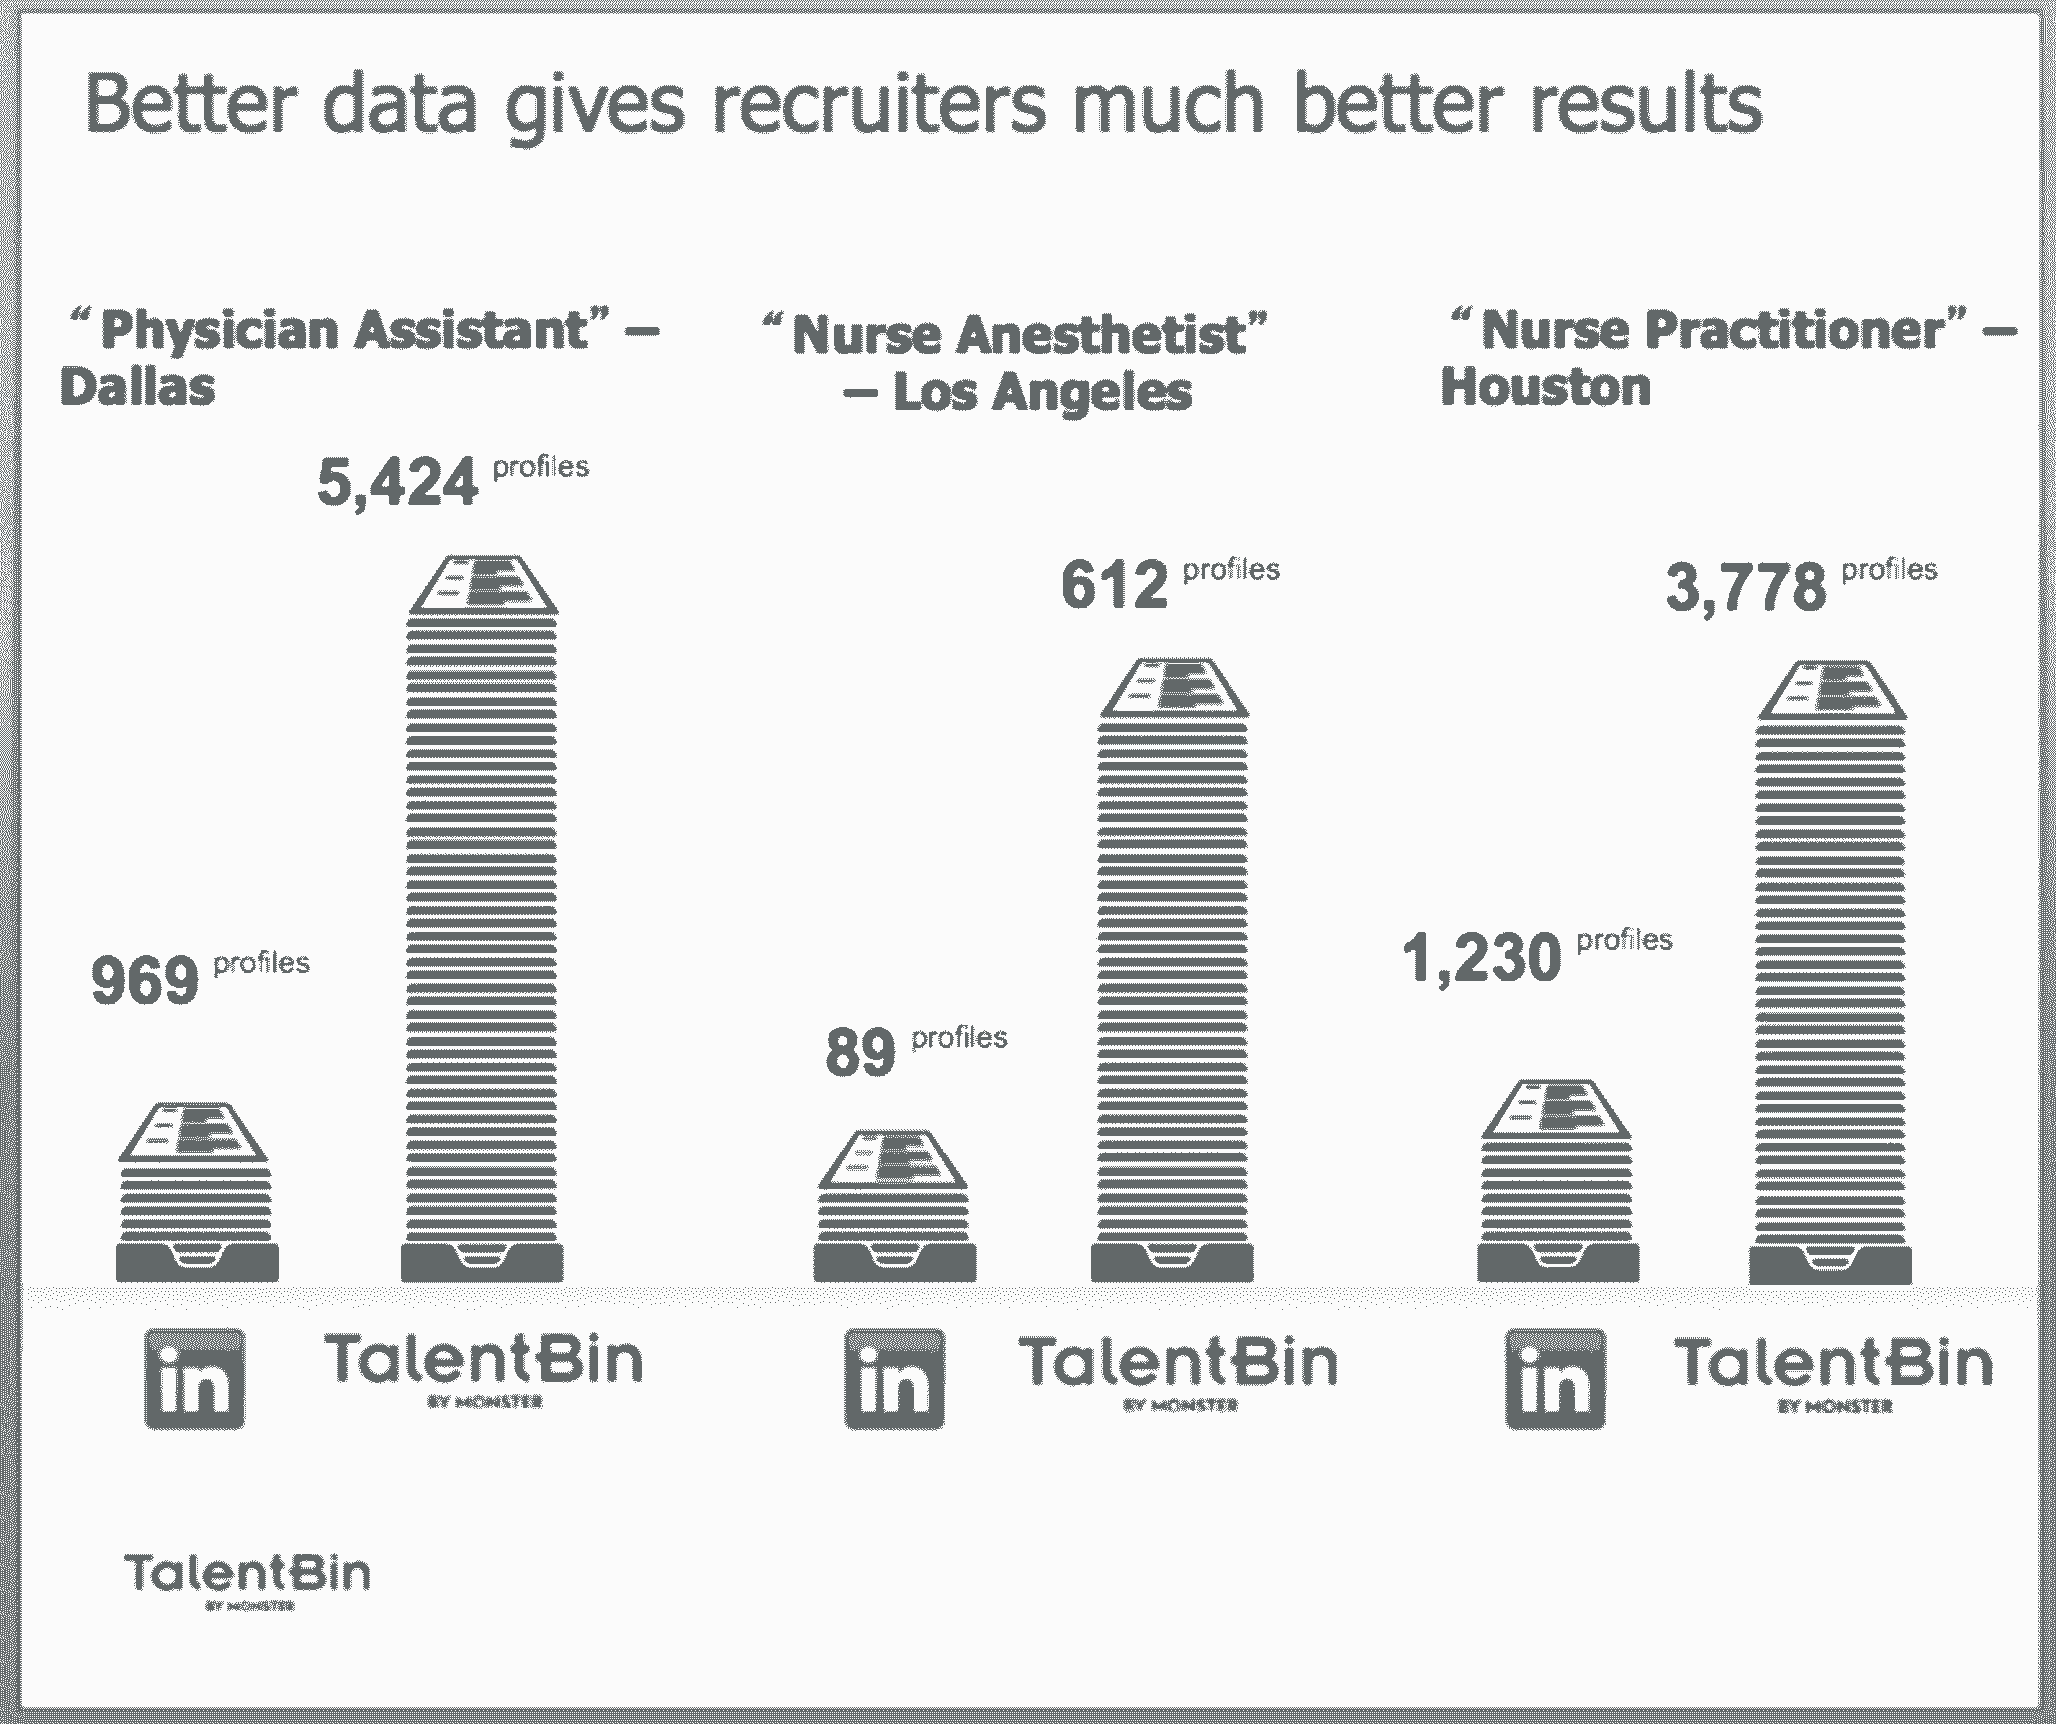 Better data gives recruiters much better results
“Physician Assistant” –
Dallas
5,424 profiles
969 profiles
in
TalentBin
BY MONSTER
“Nurse Anesthetist”
– Los Angeles
612 profiles
89 profiles
in
TalentBin
BY MONSTER
“Nurse Practitioner” –
Houston
3,778 profiles
1,230 profiles
in
TalentBin
BY MONSTER
TalentBin
BY MONSTER